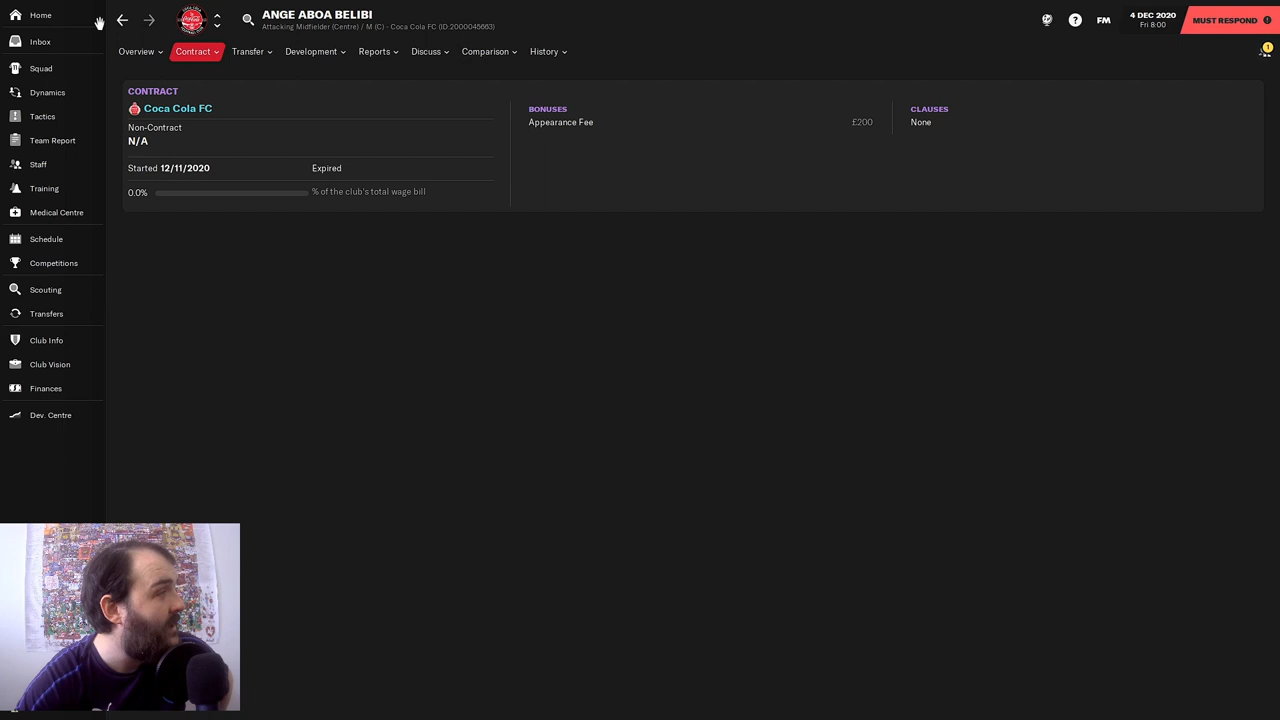 Home
Inbox
Squad
Dynamics
Tactics
Team Report
Staff
Training
Medical Centre
Schedule
Competitions
Scouting
Transfers
Club Info
Club Vision
Finances
Dev. Centre
ANGE ABOA BELIBI
Attacking Midfielder (Centre) / M (C) - Coca Cola FC (ID:2000045663)
? FM
4 DEC 2020
Fri 8:00
MUST RESPOND
Overview Contract Transfer Development Reports Discuss Comparison History
1
CONTRACT
Coca Cola FC
Non-Contract
N/A
Started 12/11/2020 Expired
0.0% % of the club's total wage bill
BONUSES
Appearance Fee £200
CLAUSES
None